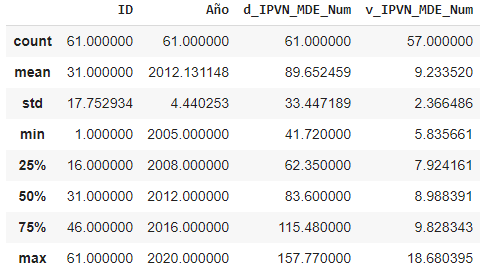 ID Año d_IPVN_MDE_Num v_IPVN_MDE_Num
count 61.000000 61.000000 61.000000 57.000000
mean 31.000000 2012.131148 89.652459 9.233520
std 17.752934 4.440253 33.447189 2.366486
min 1.000000 2005.000000 41.720000 5.835661
25% 16.000000 2008.000000 62.350000 7.924161
50% 31.000000 2012.000000 83.600000 8.988391
75% 46.000000 2016.000000 115.480000 9.828343
max 61.000000 2020.000000 157.770000 18.680395